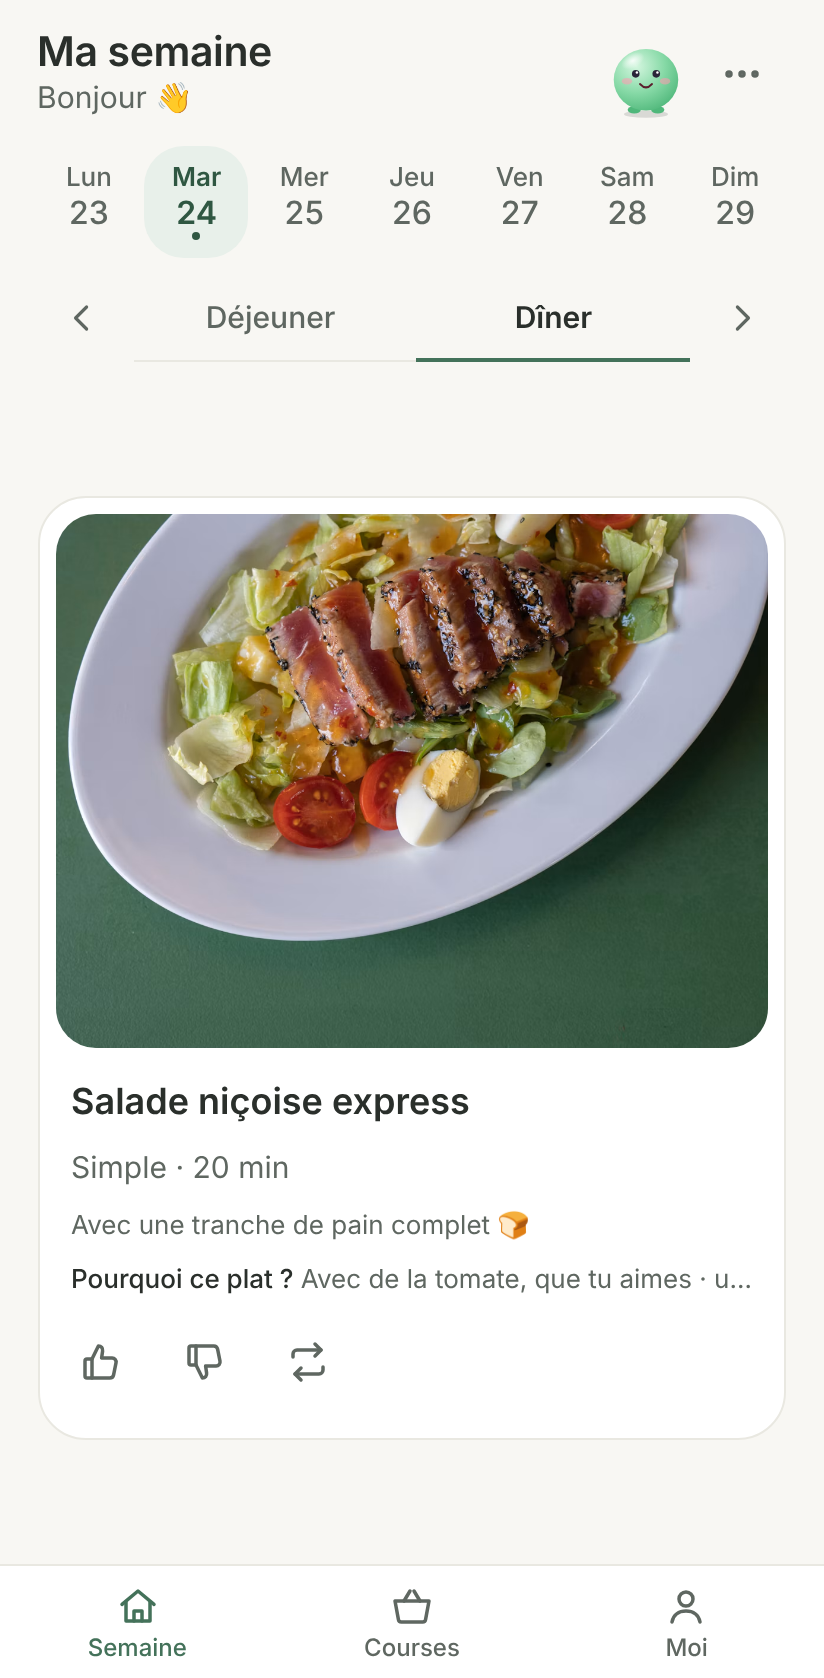 Ma semaine
Bonjour 👋
Lun Mar Mer Jeu Ven Sam Dim
23 24 25 26 27 28 29
Déjeuner Dîner
Salade niçoise express
Simple · 20 min
Avec une tranche de pain complet 🍞
Pourquoi ce plat ? Avec de la tomate, que tu aimes · u...
Semaine Courses Moi